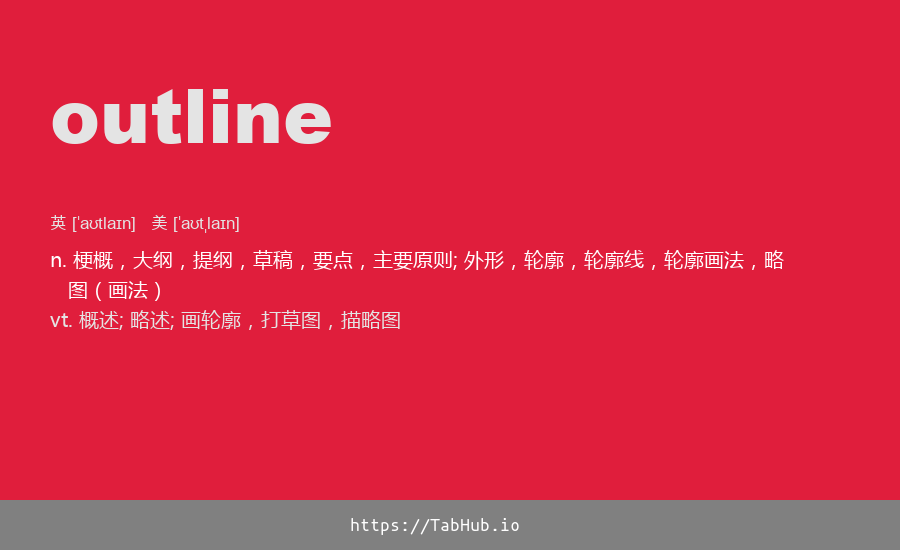 outline
英 [ˈaʊtlaɪn] 美 [ˈaʊtˌlaɪn]
n. 梗概，大纲，提纲，草稿，要点，主要原则; 外形，轮廓，轮廓线，轮廓画法，略
图（画法）
vt. 概述; 略述; 画轮廓，打草图，描略图
https://TabHub.io